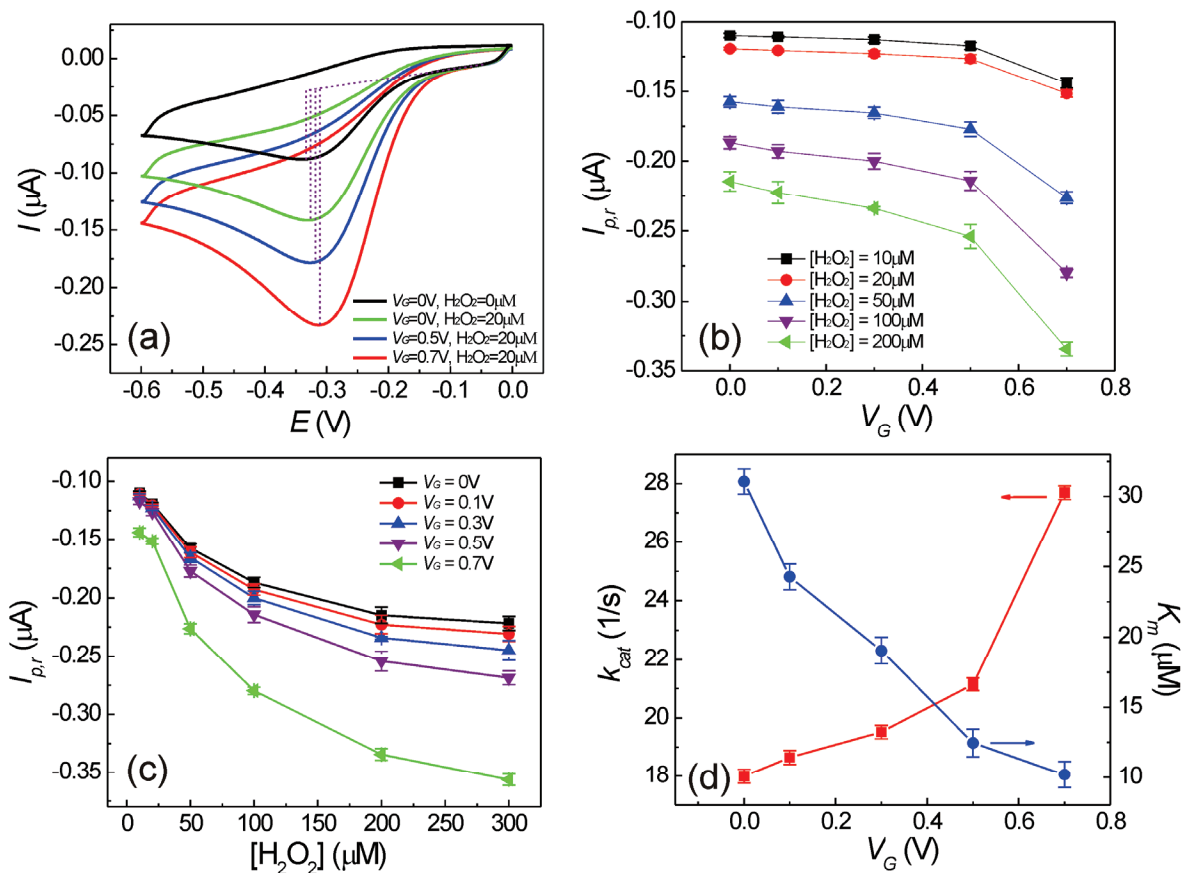 0.00
-0.05
-0.10
-0.15
-0.20
-0.25
I (μA)
(a)
VG=0V, H2O2=0μM
VG=0V, H2O2=20μM
VG=0.5V, H2O2=20μM
VG=0.7V, H2O2=20μM
-0.6 -0.5 -0.4 -0.3 -0.2 -0.1 0.0
E (V)
-0.10
-0.15
-0.20
-0.25
-0.30
-0.35
Ip,r (μA)
(b)
[H2O2] = 10μM
[H2O2] = 20μM
[H2O2] = 50μM
[H2O2] = 100μM
[H2O2] = 200μM
0.0 0.2 0.4 0.6 0.8
VG (V)
-0.10
-0.15
-0.20
-0.25
-0.30
-0.35
Ip,r (μA)
(c)
VG = 0V
VG = 0.1V
VG = 0.3V
VG = 0.5V
VG = 0.7V
0 50 100 150 200 250 300
[H2O2] (μM)
28
26
24
22
20
18
kcat (1/s)
(d)
30
25
20
15
10
Km (μM)
0.0 0.2 0.4 0.6 0.8
VG (V)